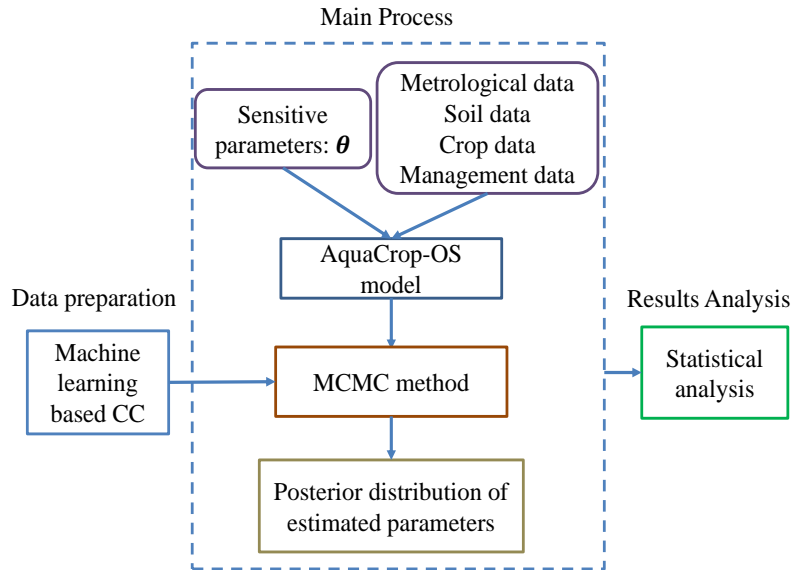 Main Process
Sensitive
parameters: θ
Metrological data
Soil data
Crop data
Management data
AquaCrop-OS
model
Data preparation
Machine
learning
based CC
MCMC method
Results Analysis
Statistical
analysis
Posterior distribution of
estimated parameters